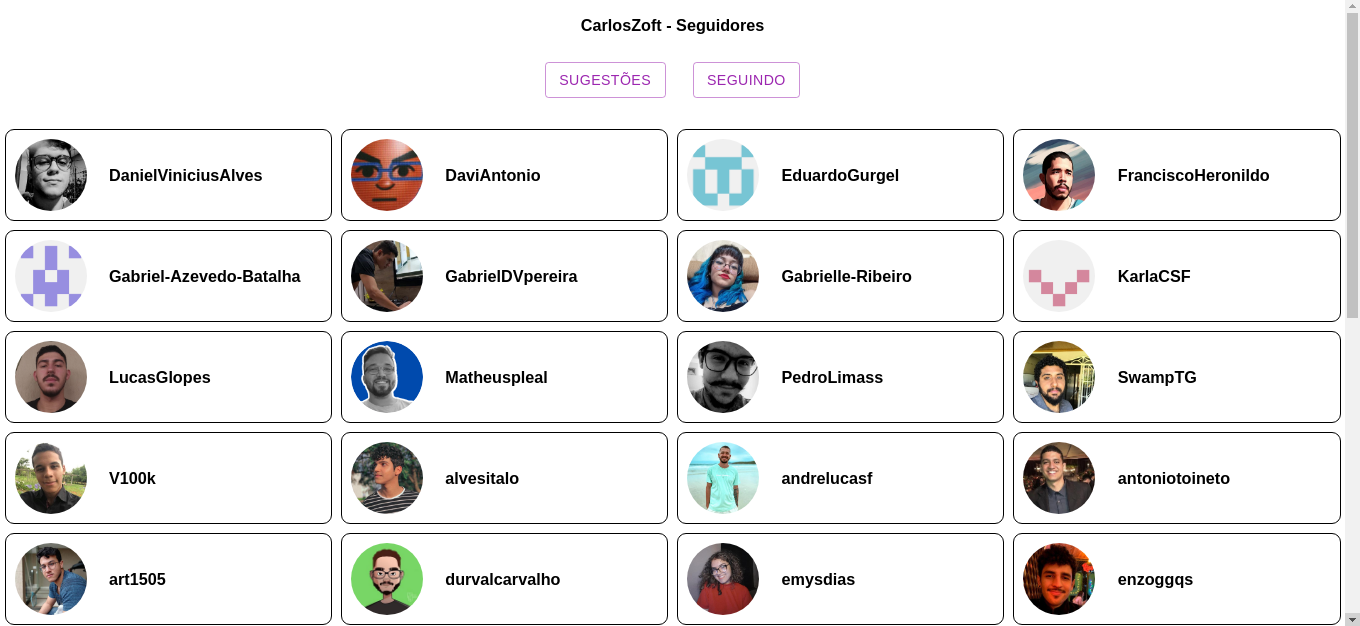 CarlosZoft - Seguidores
SUGESTÕES SEGUINDO
DanielViniciusAlves DaviAntonio EduardoGurgel FranciscoHeronildo
Gabriel-Azevedo-Batalha GabrielDVpereira Gabrielle-Ribeiro KarlaCSF
LucasGlopes Matheuspleal PedroLimass SwampTG
V100k alvesitalo andrelucasf antoniotoineto
art1505 durvalcarvalho emysdias enzoggqs